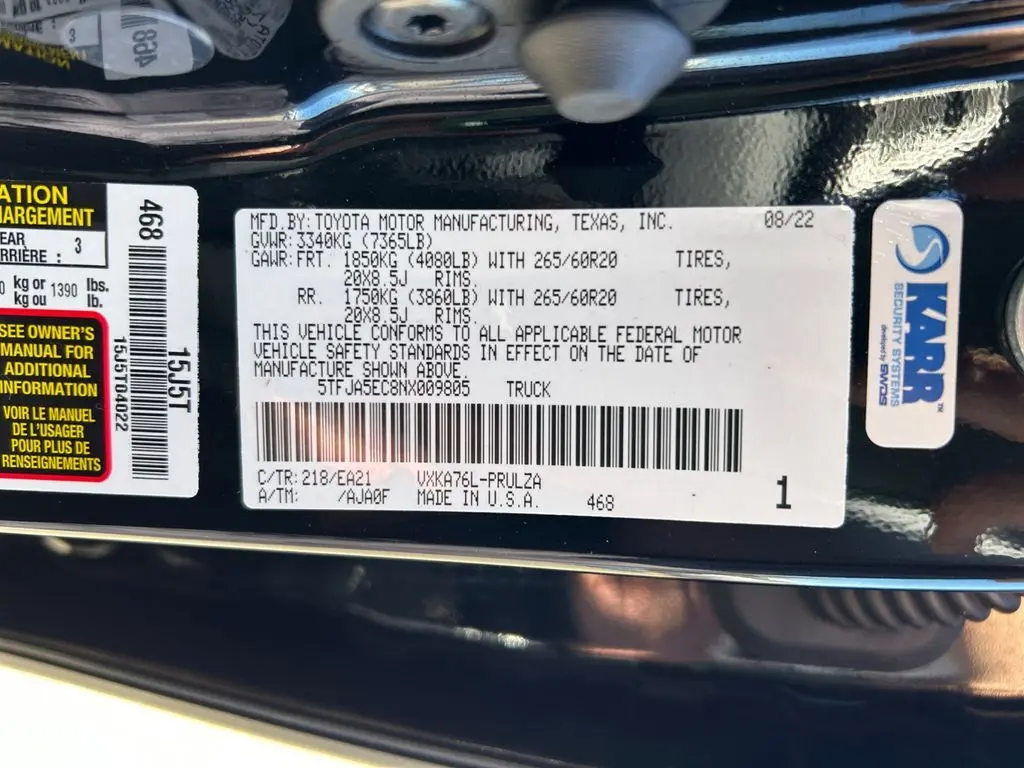 ATION
ARGEMENT
EAR
RRIÈRE : 3
kg or 1390 lbs.
kg ou lb.
SEE OWNER'S
MANUAL FOR
ADDITIONAL
INFORMATION
VOIR LE MANUEL
DE L'USAGER
POUR PLUS DE
RENSEIGNEMENTS
468
15J5T04022
15J5T
MFD.BY:TOYOTA MOTOR MANUFACTURING, TEXAS, INC. 08/22
GVWR:3340KG (7365LB)
GAWR:FRT. 1850KG (4080LB) WITH 265/60R20 TIRES,
20X8.5J RIMS.
RR. 1750KG (3860LB) WITH 265/60R20 TIRES,
20X8.5J RIMS.
THIS VEHICLE CONFORMS TO ALL APPLICABLE FEDERAL MOTOR
VEHICLE SAFETY STANDARDS IN EFFECT ON THE DATE OF
MANUFACTURE SHOWN ABOVE.
5TFJA5EC8NX009805 TRUCK
C/TR:218/EA21 VXKA76L-PRULZA
A/TM: /AJA0F MADE IN U.S.A. 468 1
KARR™
SECURITY SYSTEMS
designed by SWDS